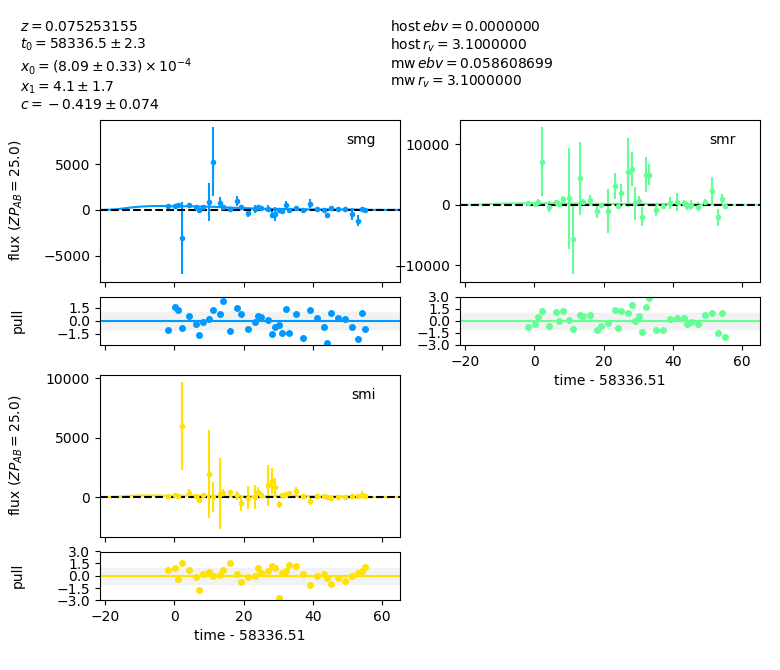 z = 0.075253155
t₀ = 58336.5 ± 2.3
x₀ = (8.09 ± 0.33) × 10⁻⁴
x₁ = 4.1 ± 1.7
c = −0.419 ± 0.074
host ebv = 0.0000000
host r_v = 3.1000000
mw ebv = 0.058608699
mw r_v = 3.1000000
smg
5000
0
−5000
flux (ZP_AB = 25.0)
smr
10000
0
−10000
1.5
0.0
−1.5
pull
3.0
1.5
0.0
−1.5
−3.0
−20 0 20 40 60
time - 58336.51
smi
10000
5000
0
flux (ZP_AB = 25.0)
3.0
1.5
0.0
−1.5
−3.0
pull
−20 0 20 40 60
time - 58336.51